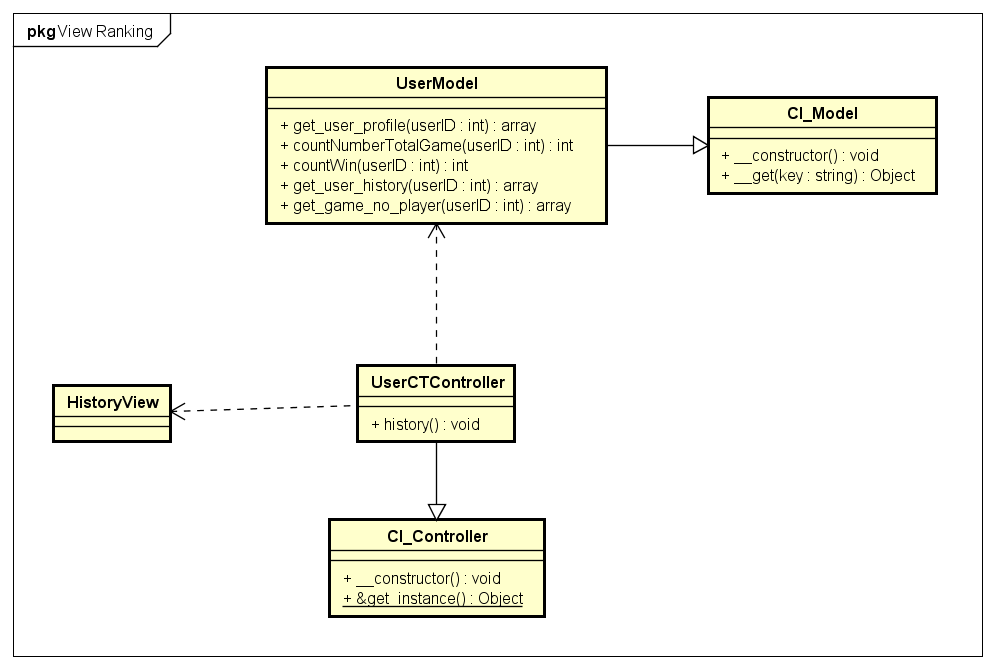 pkg View Ranking
UserModel
+ get_user_profile(userID : int) : array
+ countNumberTotalGame(userID : int) : int
+ countWin(userID : int) : int
+ get_user_history(userID : int) : array
+ get_game_no_player(userID : int) : array
CI_Model
+ __constructor() : void
+ __get(key : string) : Object
UserCTController
+ history() : void
HistoryView
CI_Controller
+ __constructor() : void
+ &get_instance() : Object